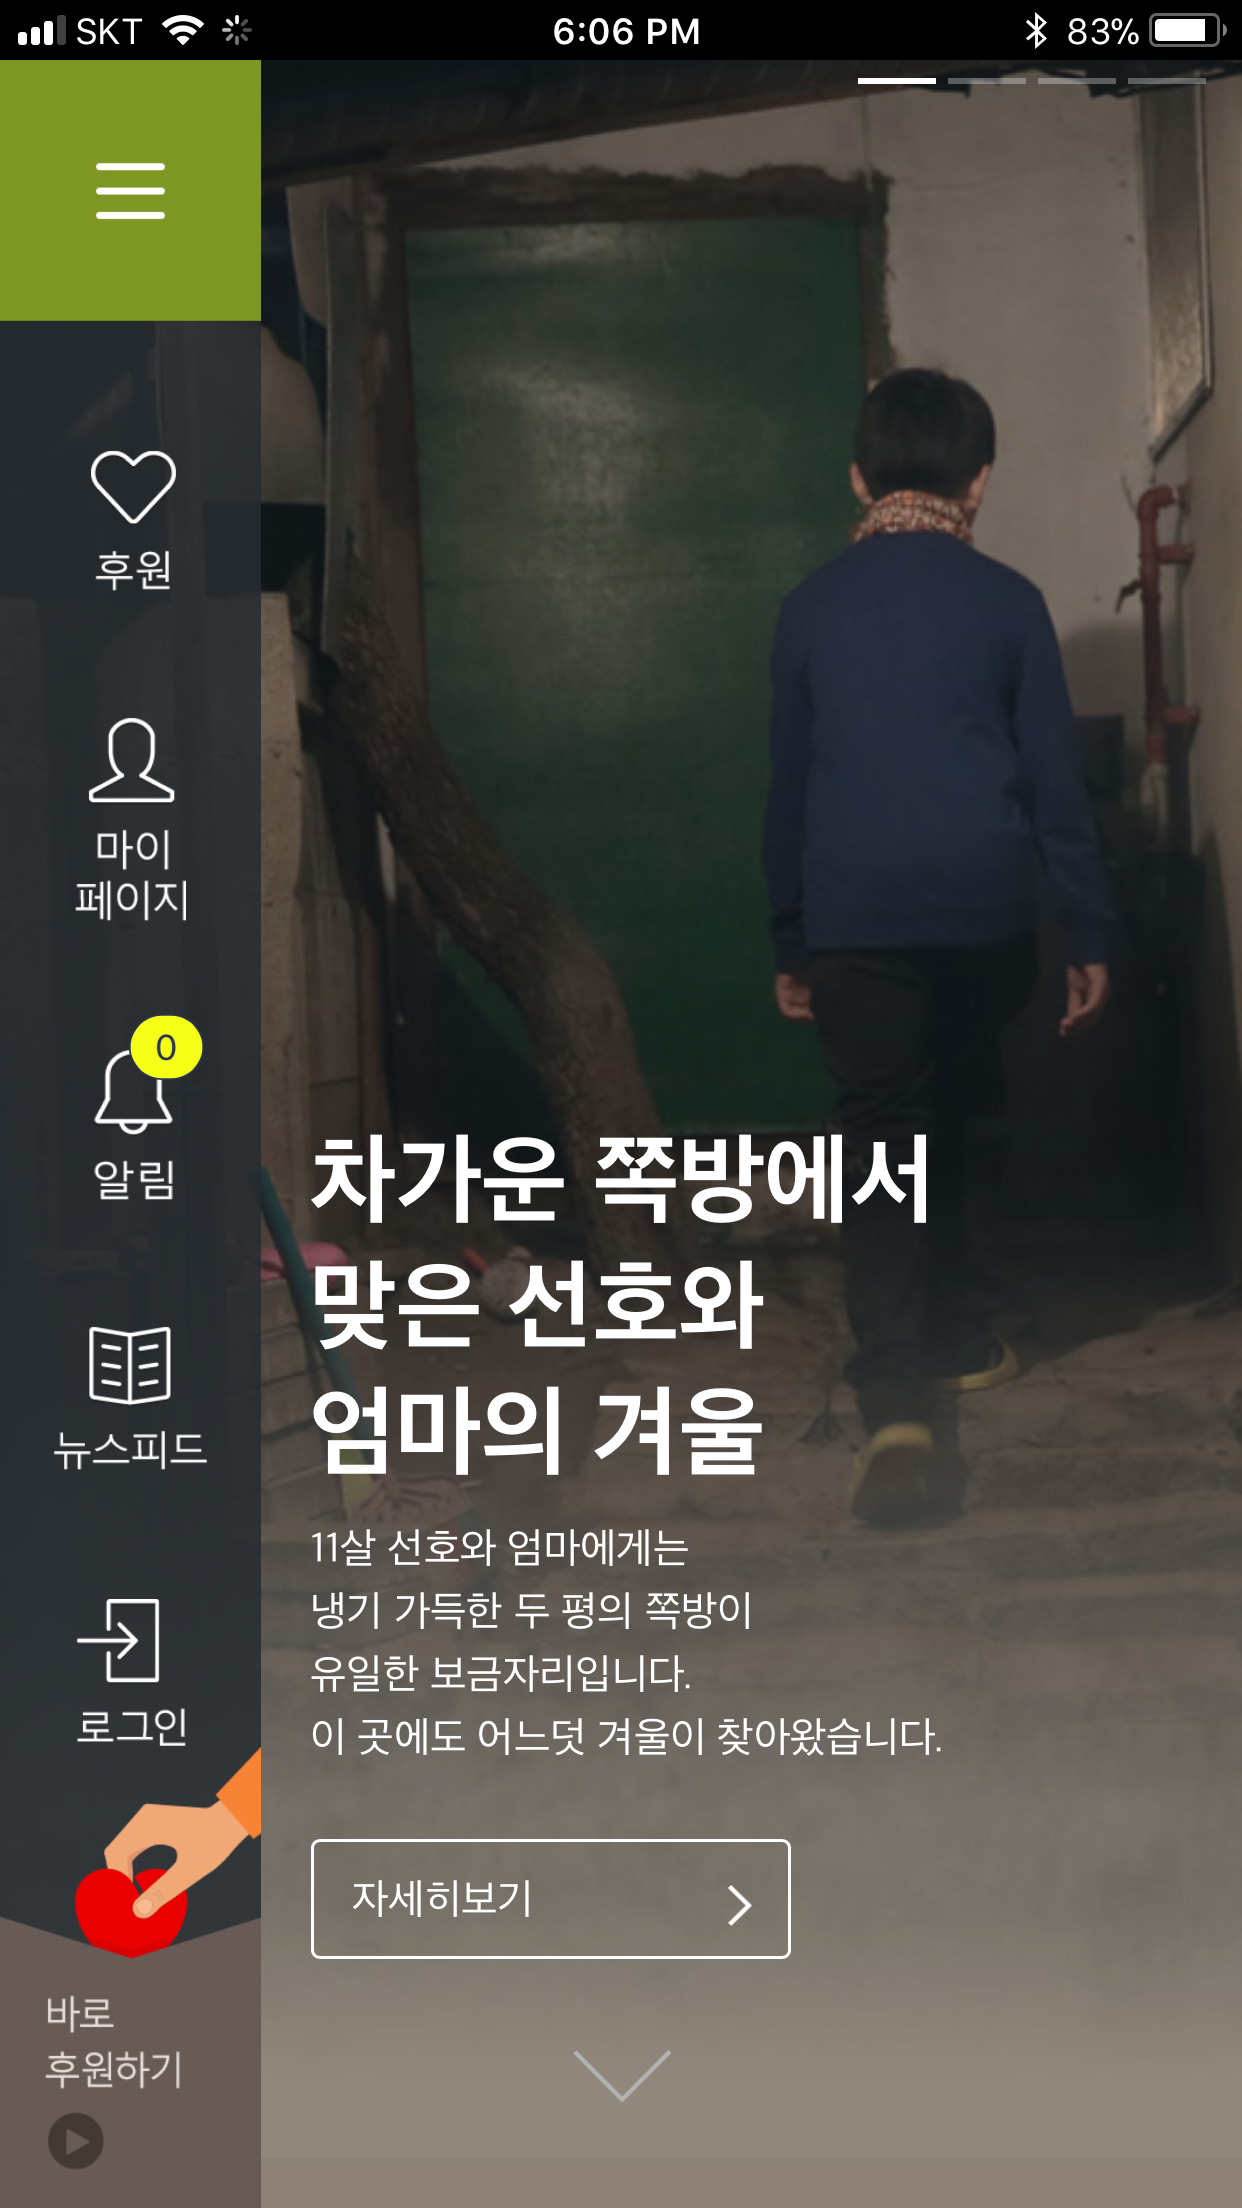 SKT
6:06 PM
83%
후원
마이
페이지
0
알림
뉴스피드
로그인
바로
후원하기
차가운 쪽방에서
맞은 선호와
엄마의 겨울
11살 선호와 엄마에게는
냉기 가득한 두 평의 쪽방이
유일한 보금자리입니다.
이 곳에도 어느덧 겨울이 찾아왔습니다.
자세히보기